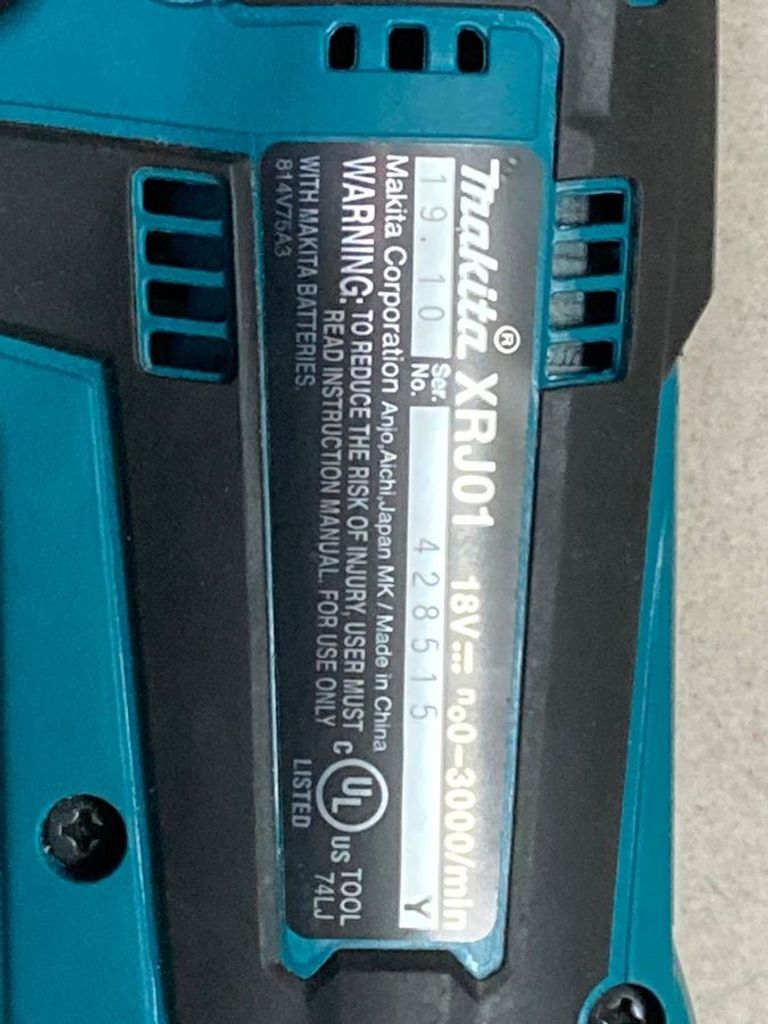 makita® XRJ01 18V⎓ n₀0-3000/min
19.10 Ser. No. 428515 Y
Makita Corporation Anjo,Aichi,Japan MK / Made in China
WARNING: TO REDUCE THE RISK OF INJURY, USER MUST
READ INSTRUCTION MANUAL. FOR USE ONLY
WITH MAKITA BATTERIES.
814V75A3
C UL US
LISTED
TOOL
74LJ